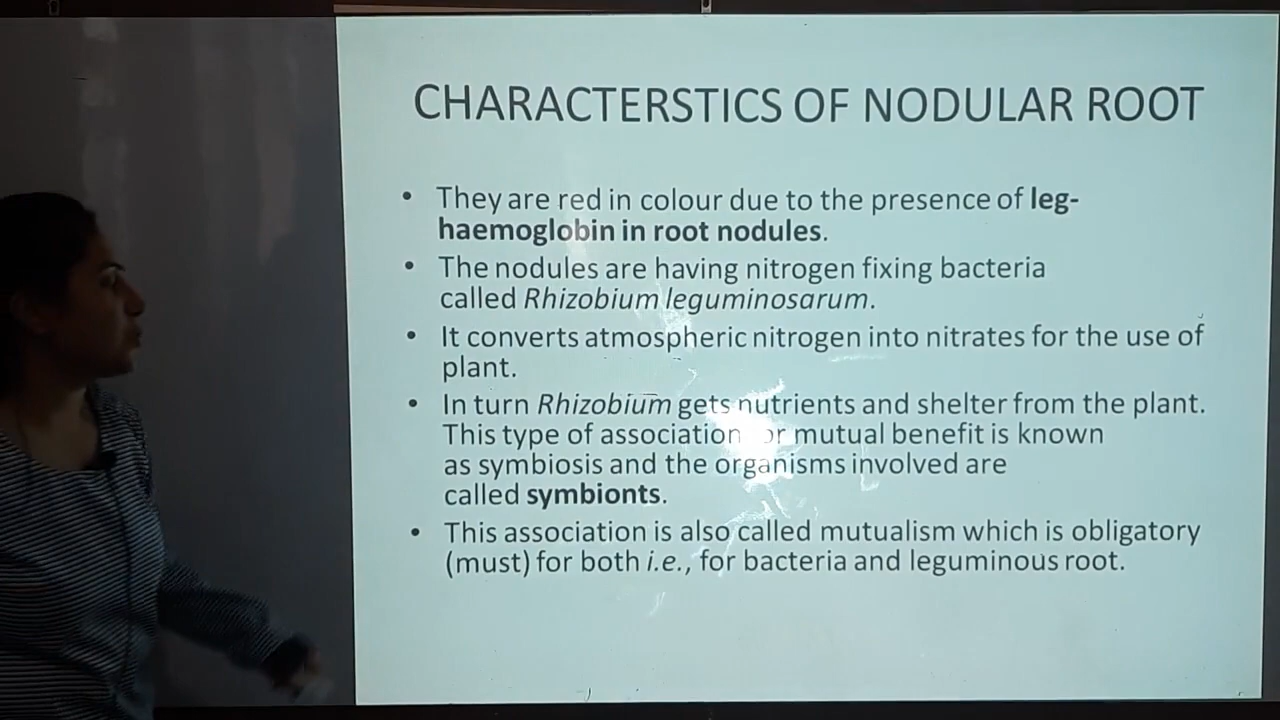 CHARACTERSTICS OF NODULAR ROOT
• They are red in colour due to the presence of leg-
haemoglobin in root nodules.
• The nodules are having nitrogen fixing bacteria
called Rhizobium leguminosarum.
• It converts atmospheric nitrogen into nitrates for the use of
plant.
• In turn Rhizobium gets nutrients and shelter from the plant.
This type of association or mutual benefit is known
as symbiosis and the organisms involved are
called symbionts.
• This association is also called mutualism which is obligatory
(must) for both i.e., for bacteria and leguminous root.